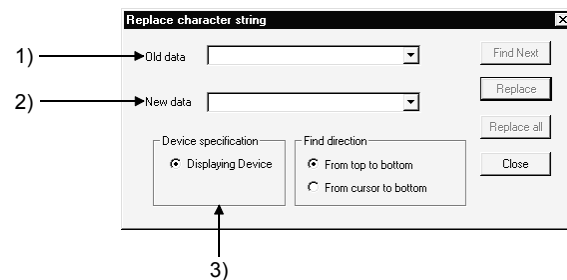 Replace character string
1) Old data Find Next
2) New data Replace
Replace all
Device specification Find direction
Displaying Device From top to bottom Close
From cursor to bottom
3)